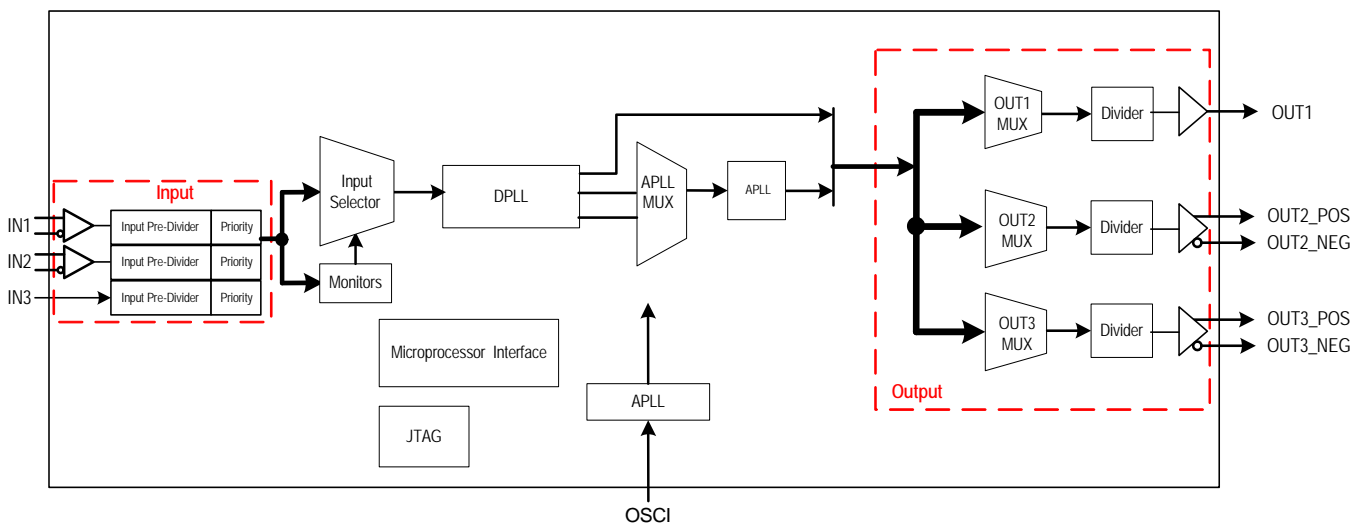 Input
IN1
Input Pre-Divider
Priority
IN2
Input Pre-Divider
Priority
IN3
Input Pre-Divider
Priority
Input
Selector
Monitors
DPLL
APLL
MUX
APLL
Microprocessor Interface
JTAG
APLL
OSCI
OUT1
MUX
Divider
OUT1
OUT2
MUX
Divider
OUT2_POS
OUT2_NEG
OUT3
MUX
Divider
OUT3_POS
OUT3_NEG
Output